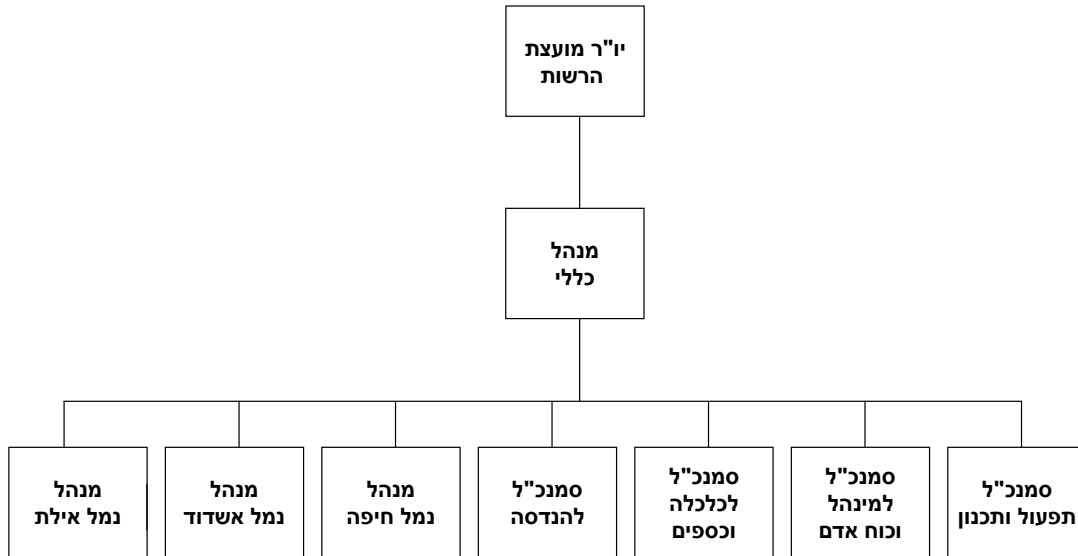 יו"ר מועצת
הרשות
מנהל
כללי
סמנכ"ל
תפעול ותכנון
סמנכ"ל
למינהל
וכוח אדם
סמנכ"ל
לכלכלה
וכספים
סמנכ"ל
להנדסה
מנהל
נמל חיפה
מנהל
נמל אשדוד
מנהל
נמל אילת